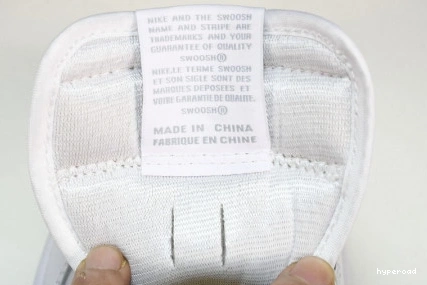 NIKE AND THE SWOOSH
NAME AND STRIPE ARE
TRADEMARKS AND YOUR
GUARANTEE OF QUALITY
SWOOSH®
NIKE,LE TERME SWOOSH
ET SON SIGLE SONT DES
MARQUES DEPOSEES ET
VOTRE GARANTIE DE QUALITE.
SWOOSH®
MADE IN CHINA
FABRIQUE EN CHINE
hyperood